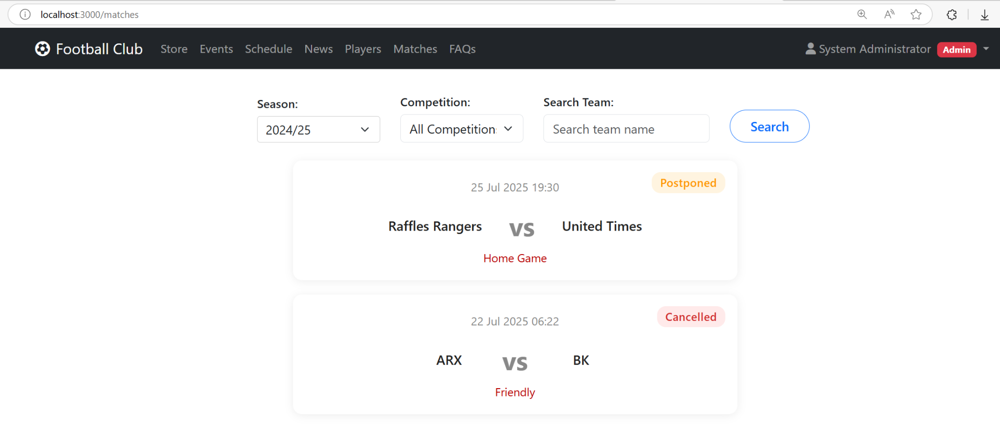 localhost:3000/matches
Football Club Store Events Schedule News Players Matches FAQs System Administrator Admin
Season: Competition: Search Team:
2024/25 All Competition Search team name Search
25 Jul 2025 19:30 Postponed
Raffles Rangers vs United Times
Home Game
22 Jul 2025 06:22 Cancelled
ARX vs BK
Friendly